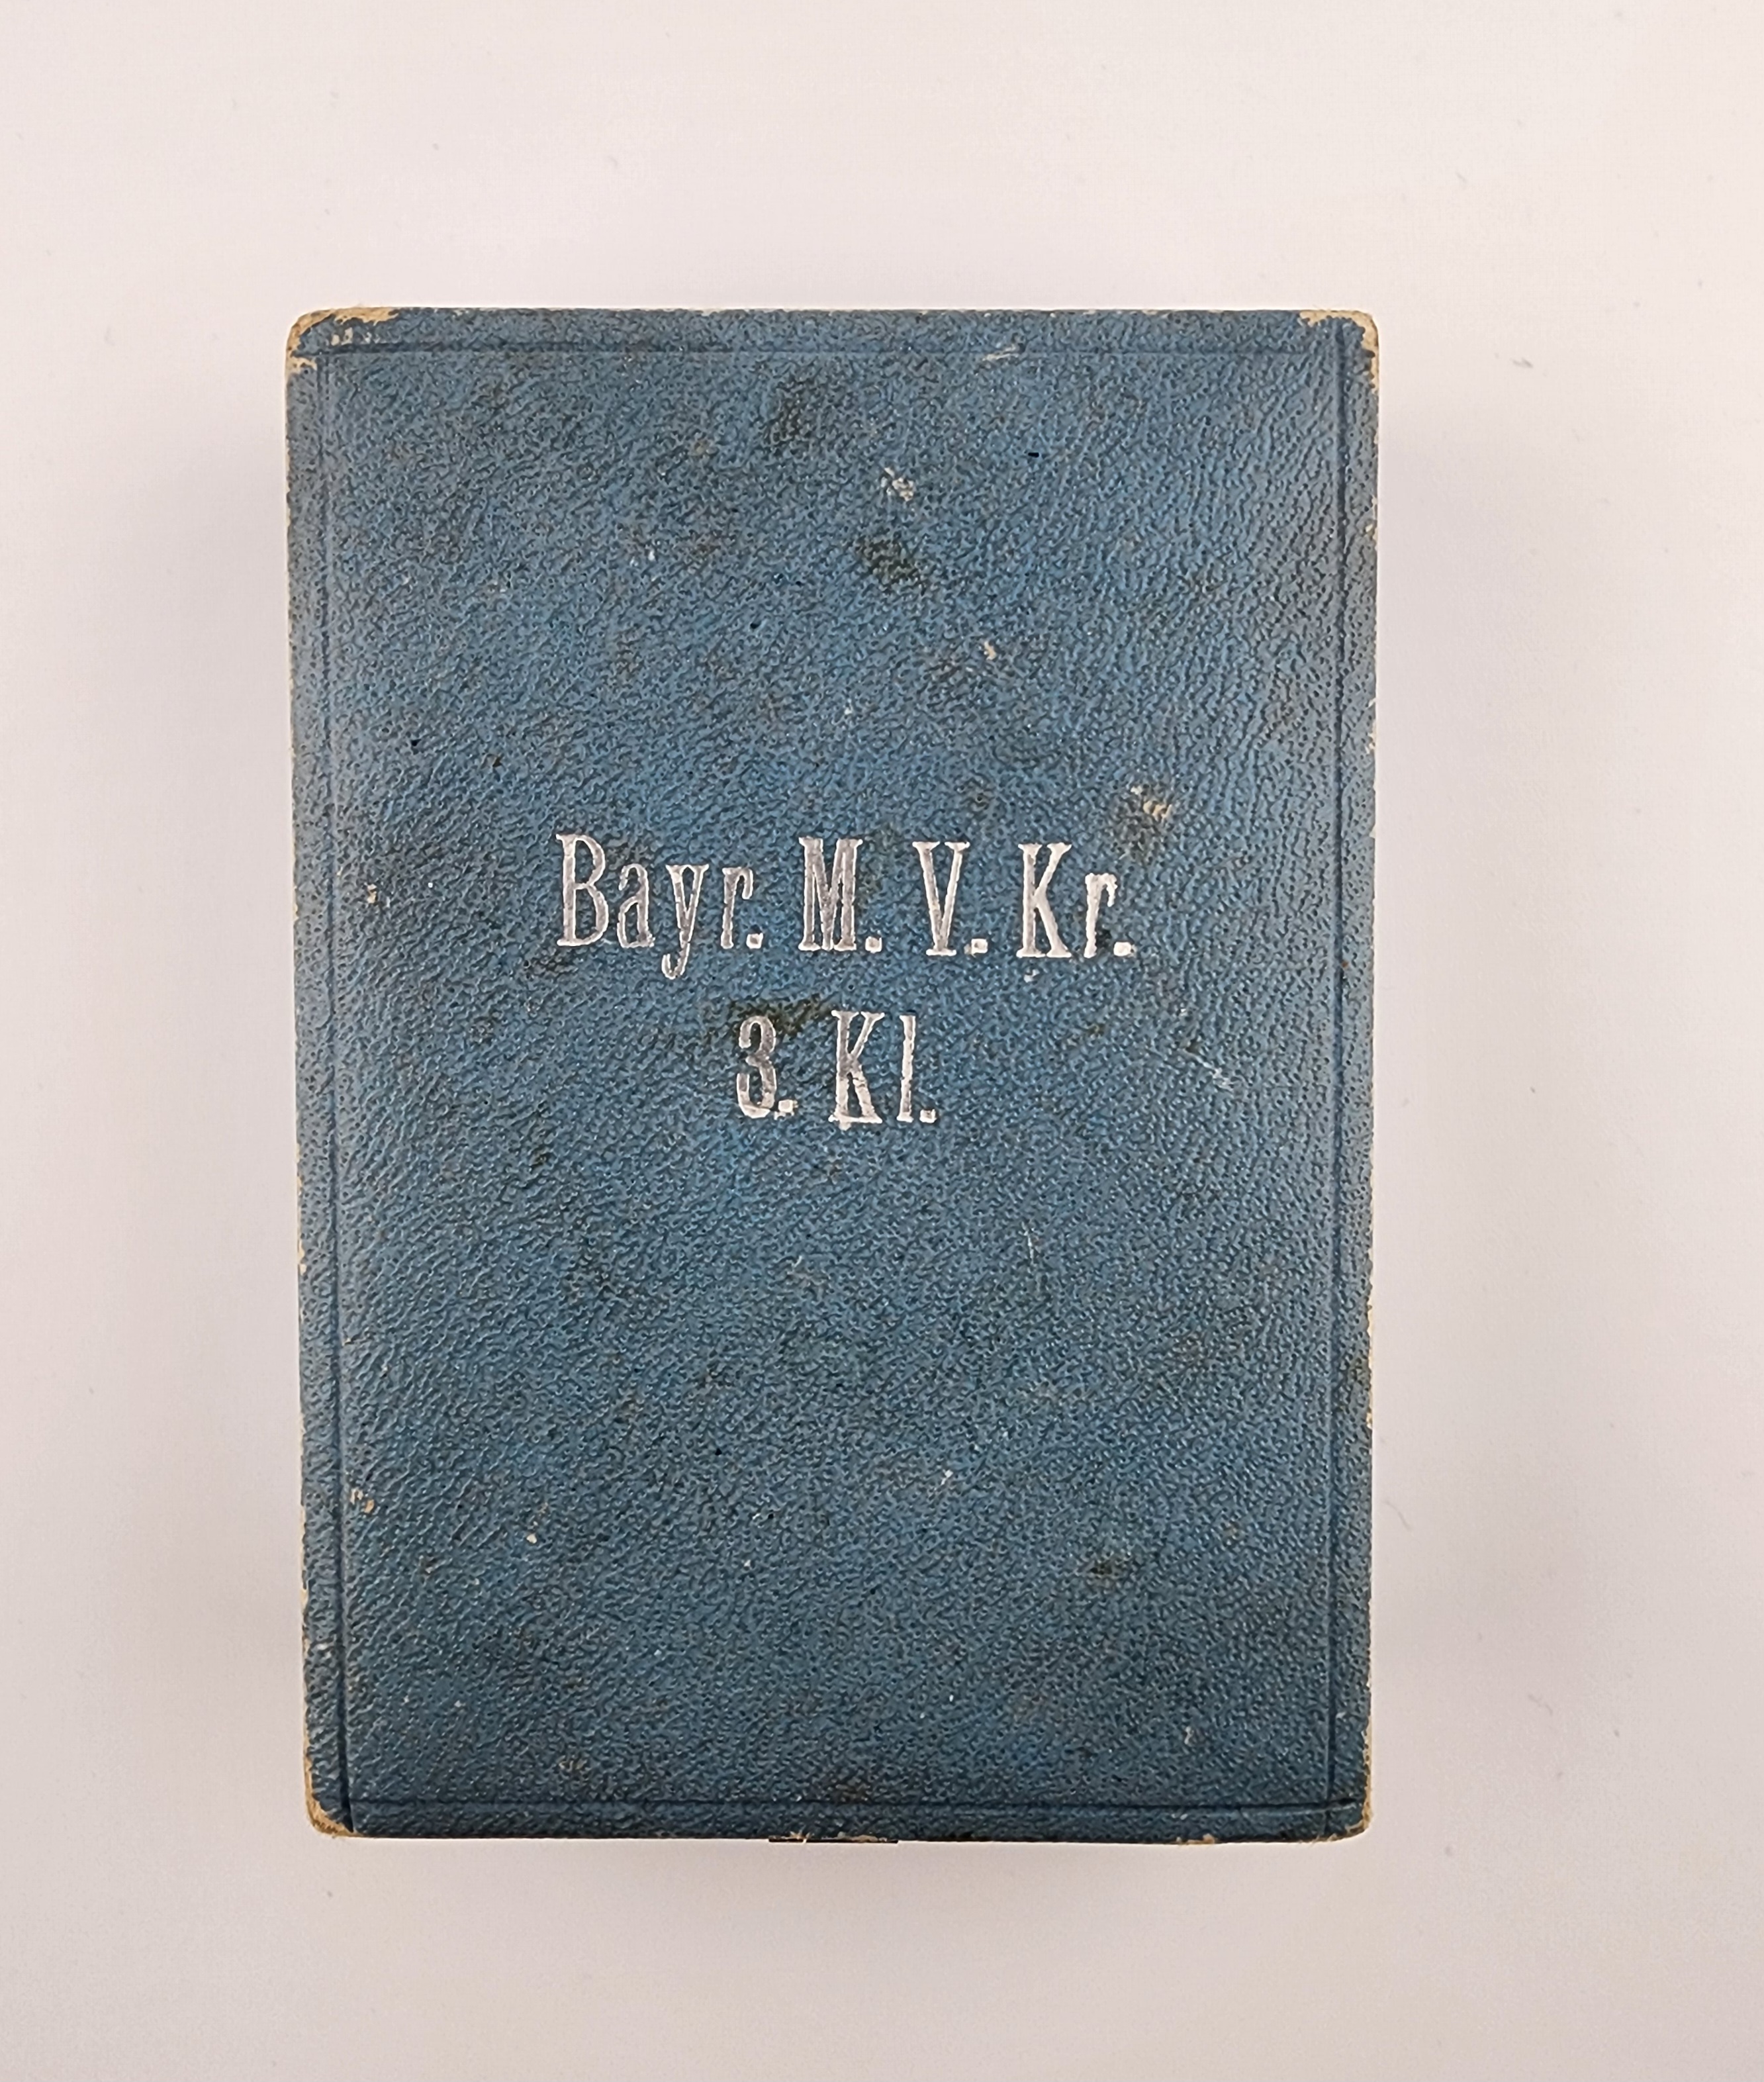 Bayr. M. V. Kr.
3. Kl.